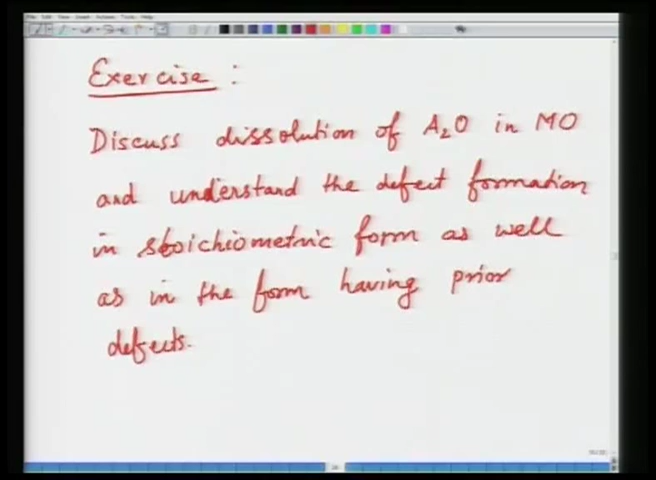 Exercise :
Discuss dissolution of A₂O in MO
and understand the defect formation
in stoichiometric form as well
as in the form having prior
defects.